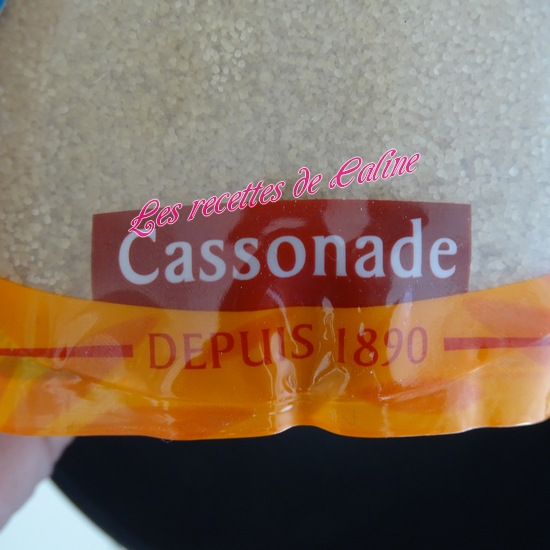 Les recettes de Caline
Cassonade
DEPUIS 1890